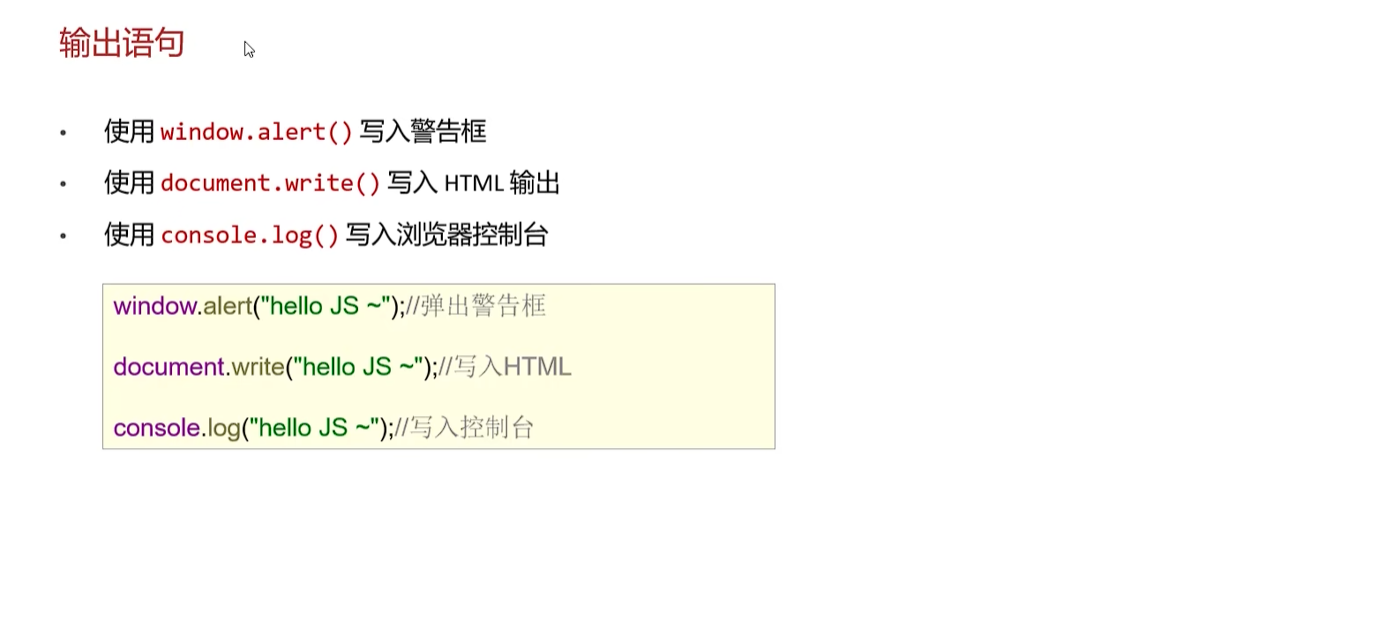 输出语句
• 使用 window.alert() 写入警告框
• 使用 document.write() 写入 HTML 输出
• 使用 console.log() 写入浏览器控制台
window.alert("hello JS ~");//弹出警告框
document.write("hello JS ~");//写入HTML
console.log("hello JS ~");//写入控制台